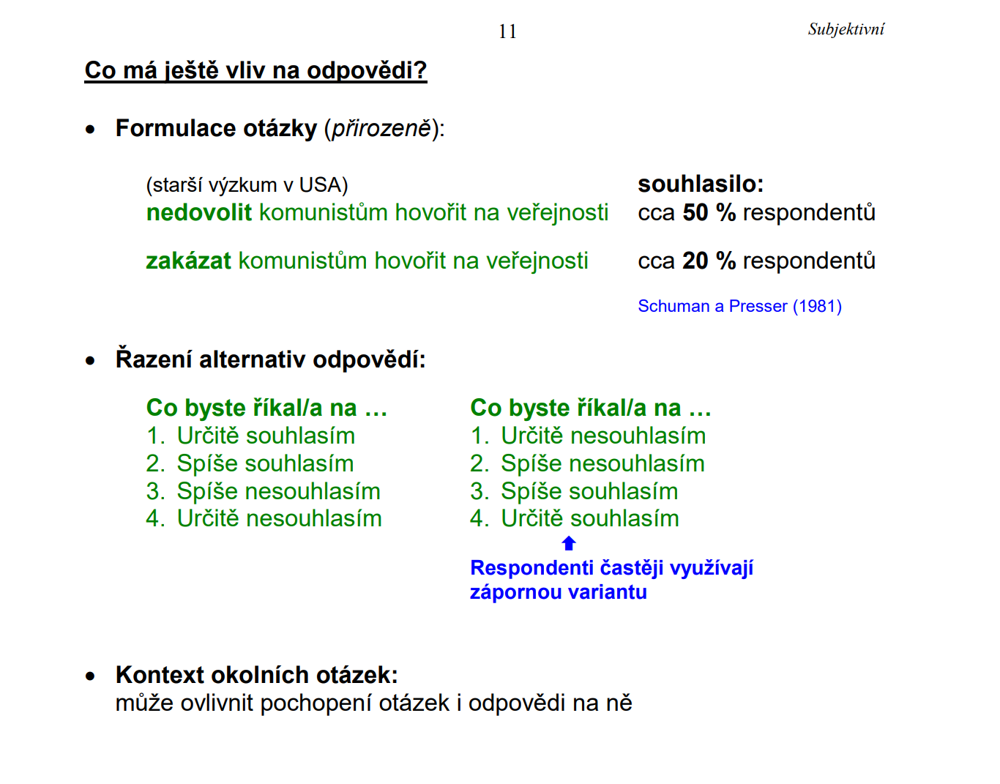 11
Subjektivní
Co má ještě vliv na odpovědi?
• Formulace otázky (přirozeně):
(starší výzkum v USA) souhlasilo:
nedovolit komunistům hovořit na veřejnosti cca 50 % respondentů
zakázat komunistům hovořit na veřejnosti cca 20 % respondentů
Schuman a Presser (1981)
• Řazení alternativ odpovědí:
Co byste říkal/a na …
1. Určitě souhlasím
2. Spíše souhlasím
3. Spíše nesouhlasím
4. Určitě nesouhlasím
Co byste říkal/a na …
1. Určitě nesouhlasím
2. Spíše nesouhlasím
3. Spíše souhlasím
4. Určitě souhlasím
Respondenti častěji využívají
zápornou variantu
• Kontext okolních otázek:
může ovlivnit pochopení otázek i odpovědi na ně